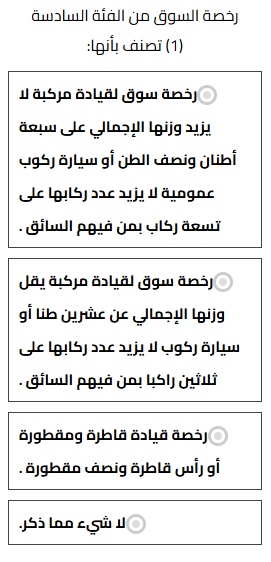 رخصة السوق من الفئة السادسة
(1) تصنف بأنها:
رخصة سوق لقيادة مركبة لا
يزيد وزنها الإجمالي على سبعة
أطنان ونصف الطن أو سيارة ركوب
عمومية لا يزيد عدد ركابها على
تسعة ركاب بمن فيهم السائق .
رخصة سوق لقيادة مركبة يقل
وزنها الإجمالي عن عشرين طنا أو
سيارة ركوب لا يزيد عدد ركابها على
ثلاثين راكبا بمن فيهم السائق .
رخصة قيادة قاطرة ومقطورة
أو رأس قاطرة ونصف مقطورة .
لا شيء مما ذكر.